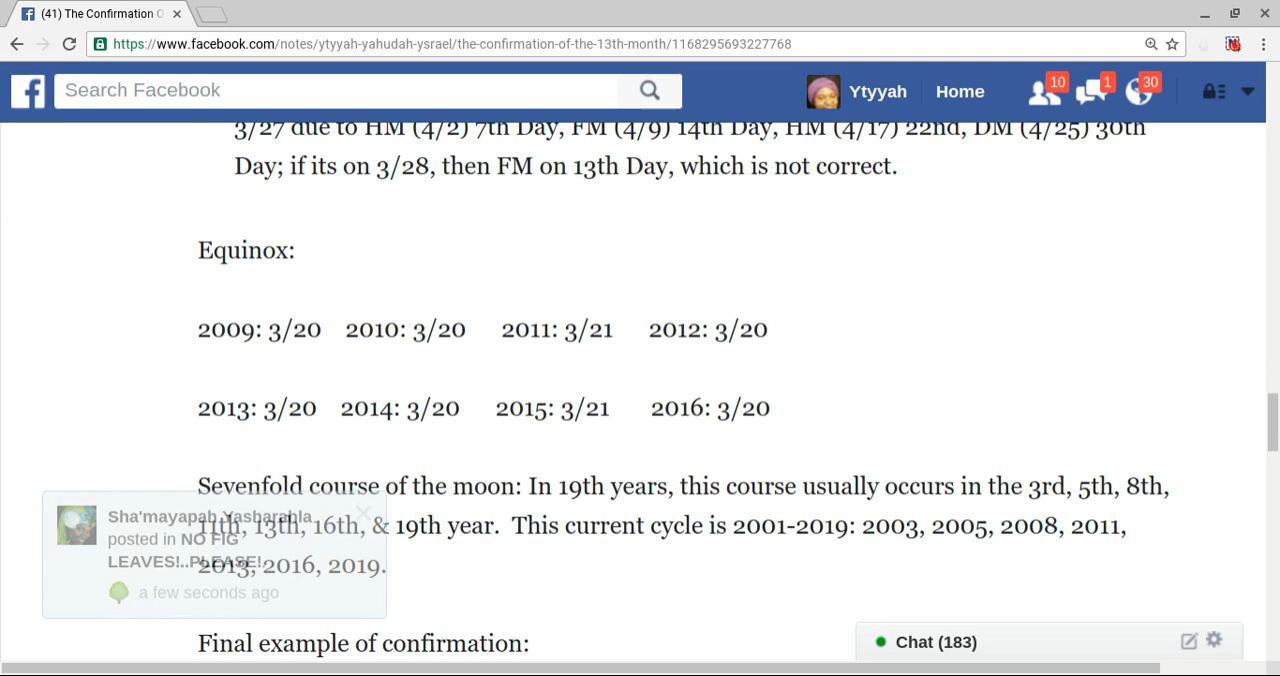 (41) The Confirmation O
https://www.facebook.com/notes/ytyyah-yahudah-ysrael/the-confirmation-of-the-13th-month/1168295693227768
Search Facebook
Ytyyah Home 10 1 30
3/27 due to HM (4/2) 7th Day, FM (4/9) 14th Day, HM (4/17) 22nd, DM (4/25) 30th
Day; if its on 3/28, then FM on 13th Day, which is not correct.
Equinox:
2009: 3/20 2010: 3/20 2011: 3/21 2012: 3/20
2013: 3/20 2014: 3/20 2015: 3/21 2016: 3/20
Sevenfold course of the moon: In 19th years, this course usually occurs in the 3rd, 5th, 8th,
11th, 13th, 16th, & 19th year. This current cycle is 2001-2019: 2003, 2005, 2008, 2011,
2013, 2016, 2019.
Sha'mayapah Yasbarahla
posted in NO FIG
LEAVES!..PLEASE!.
a few seconds ago
Final example of confirmation:
Chat (183)